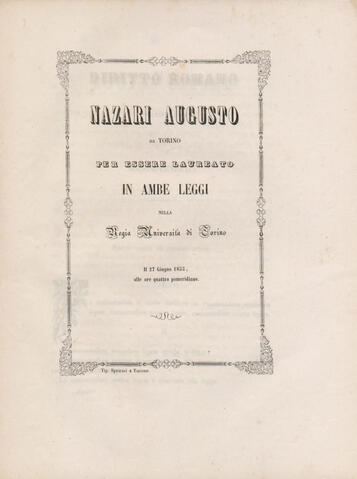 NAZARI AUGUSTO
DA TORINO
PER ESSERE LAUREATO
IN AMBE LEGGI
NELLA
Regia Università di Torino
Il 27 Giugno 1853,
alle ore quattro pomeridiane.
Tip. Speirani e Tortone.